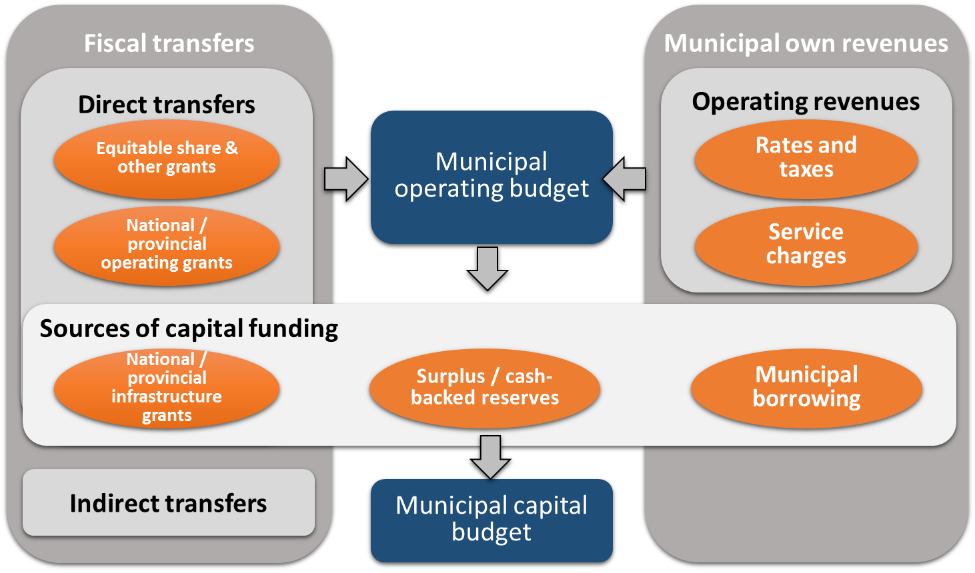 Fiscal transfers
Direct transfers
Equitable share &
other grants
National /
provincial
operating grants
Municipal
operating budget
Municipal own revenues
Operating revenues
Rates and
taxes
Service
charges
Sources of capital funding
National /
provincial
infrastructure
grants
Surplus / cash-
backed reserves
Municipal
borrowing
Indirect transfers
Municipal capital
budget